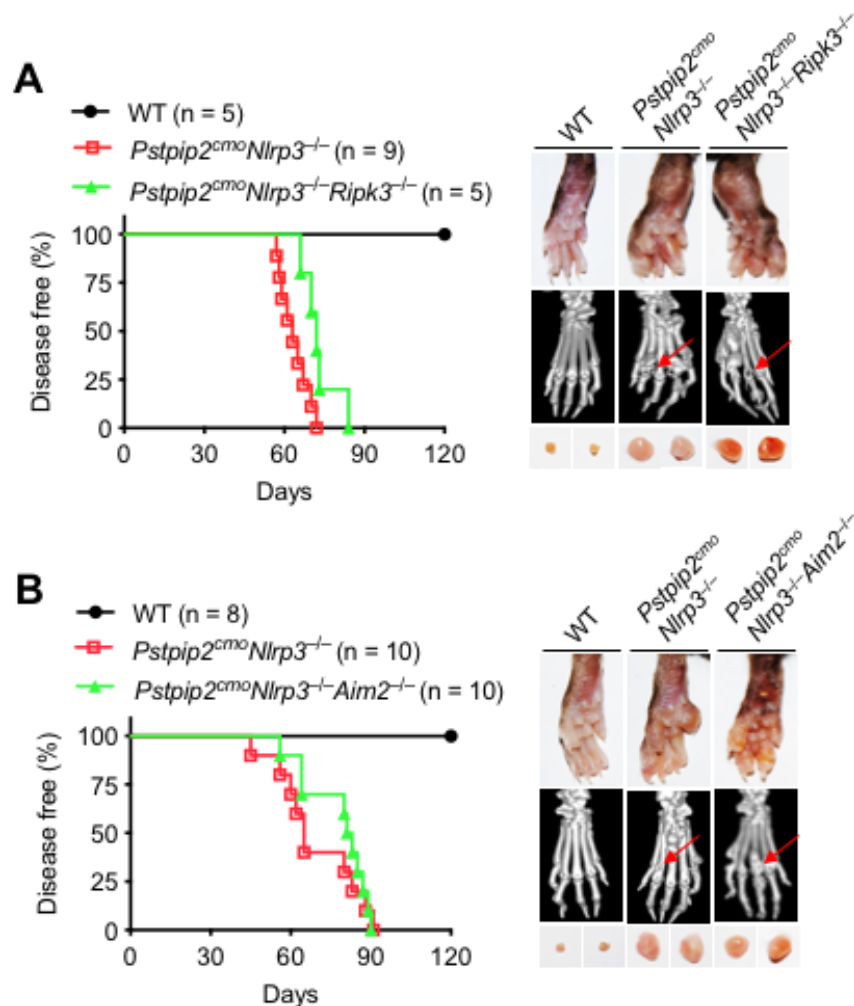 A
WT (n = 5)
Pstpip2cmoNlrp3–/– (n = 9)
Pstpip2cmoNlrp3–/–Ripk3–/– (n = 5)
Disease free (%)
100
75
50
25
0
0 30 60 90 120
Days
WT
Pstpip2cmo
Nlrp3–/–
Pstpip2cmo
Nlrp3–/–Ripk3–/–
B
WT (n = 8)
Pstpip2cmoNlrp3–/– (n = 10)
Pstpip2cmoNlrp3–/–Aim2–/– (n = 10)
Disease free (%)
100
75
50
25
0
0 30 60 90 120
Days
WT
Pstpip2cmo
Nlrp3–/–
Pstpip2cmo
Nlrp3–/–Aim2–/–